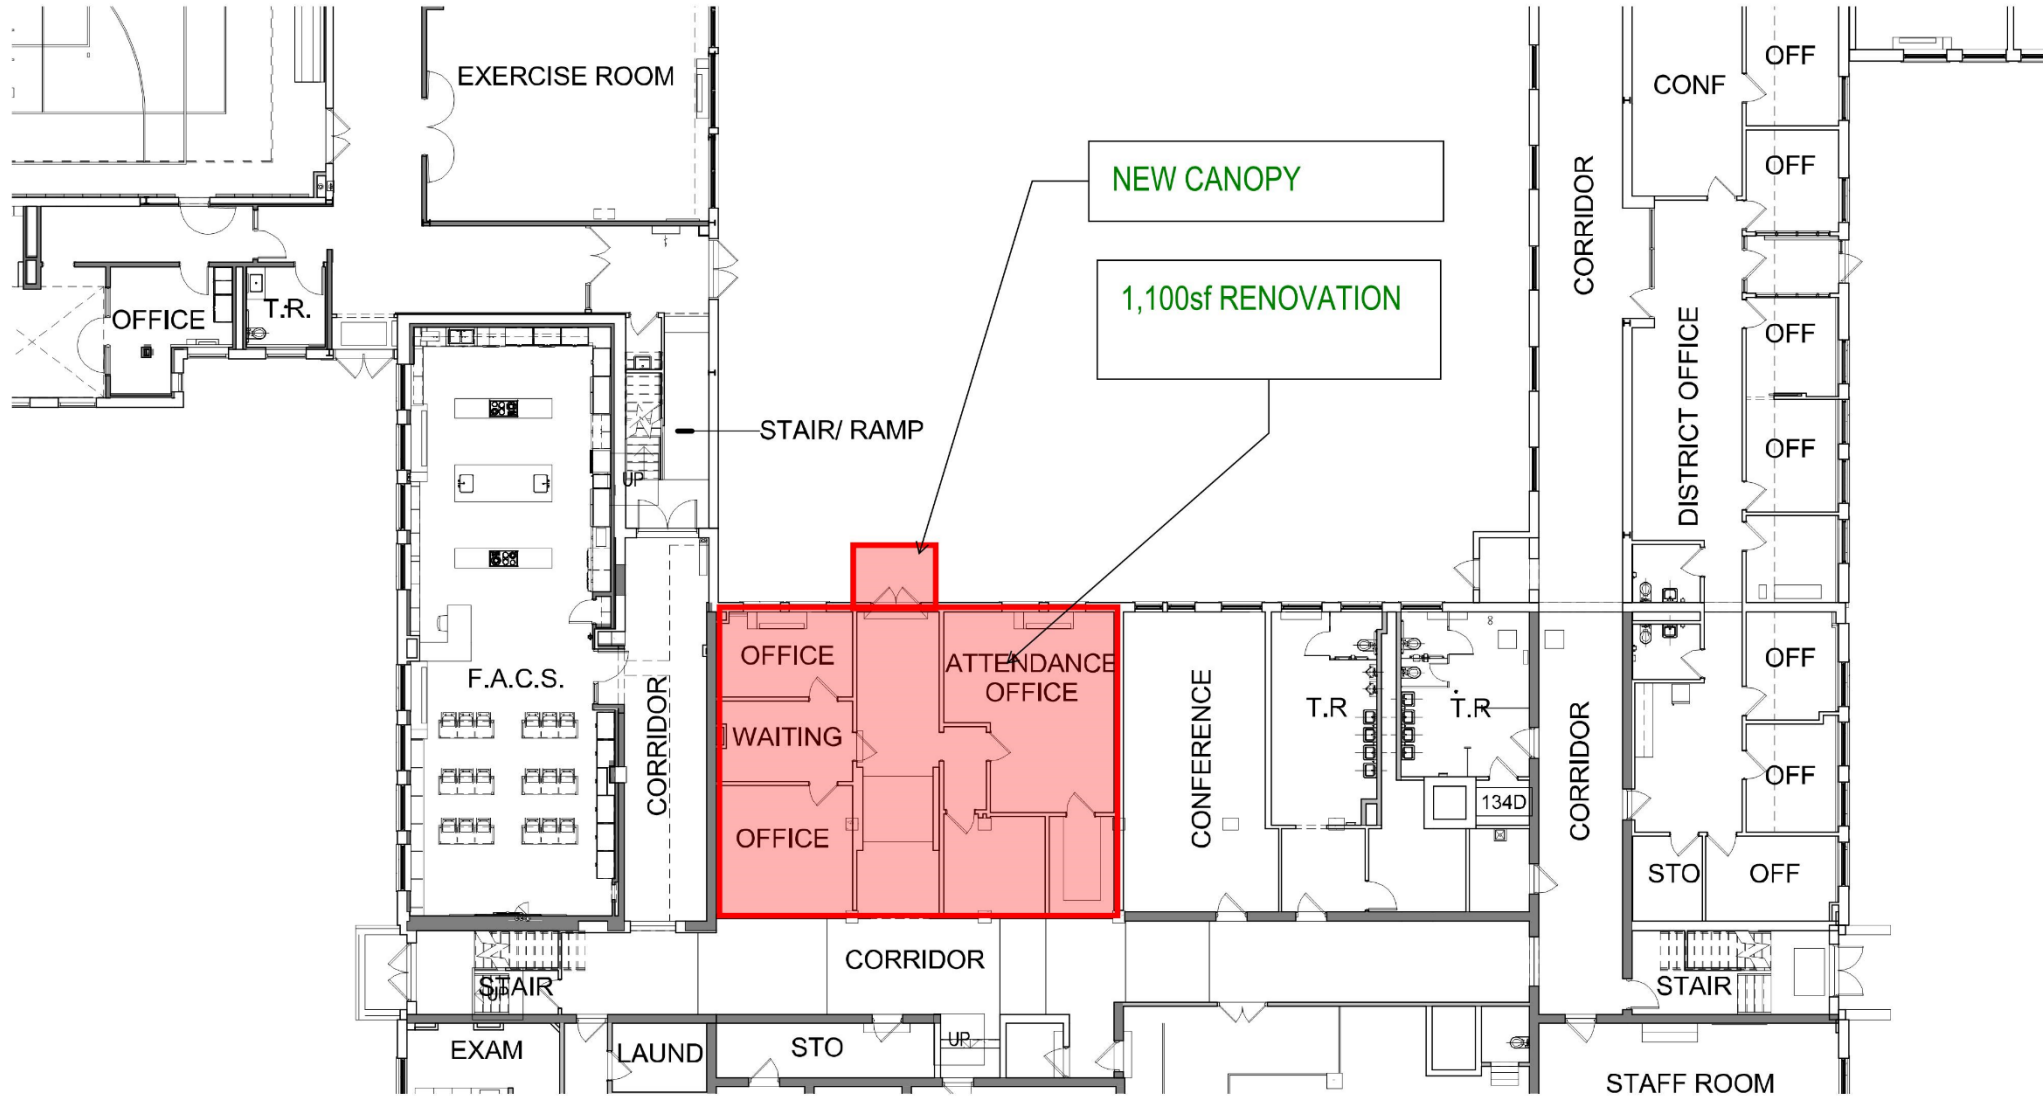 EXERCISE ROOM
CONF
OFF
OFF
NEW CANOPY
CORRIDOR
1,100sf RENOVATION
OFFICE
T.R.
OFF
DISTRICT OFFICE
STAIR/ RAMP
OFF
UP
OFFICE
ATTENDANCE
OFFICE
OFF
F.A.C.S.
CORRIDOR
WAITING
CONFERENCE
T.R
T.R
CORRIDOR
OFF
134D
OFFICE
STO
OFF
CORRIDOR
STAIR
UP
STAIR
EXAM
LAUND
STO
UP
STAFF ROOM